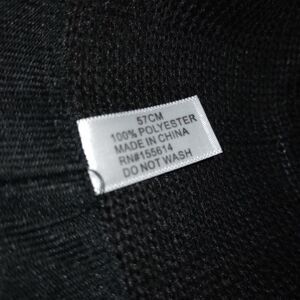 57CM
100% POLYESTER
MADE IN CHINA
RN#155614
DO NOT WASH